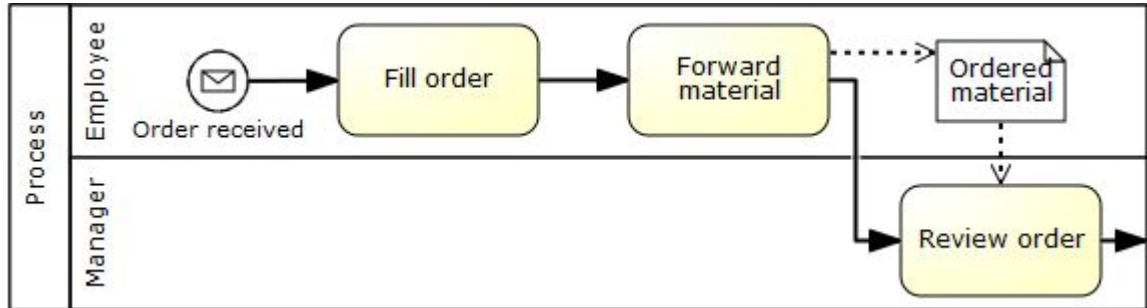 Process
Employee
Order received
Fill order
Forward
material
Ordered
material
Manager
Review order